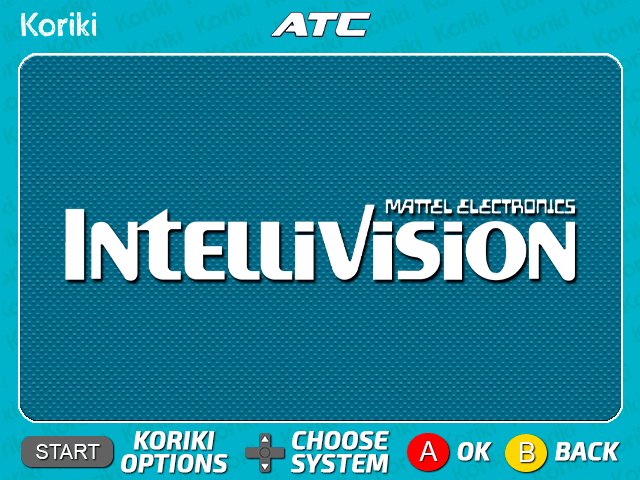 Koriki
ATC
MATTEL ELECTRONICS
INTELLIVISION
START
KORIKI
OPTIONS
CHOOSE
SYSTEM
A
OK
B
BACK